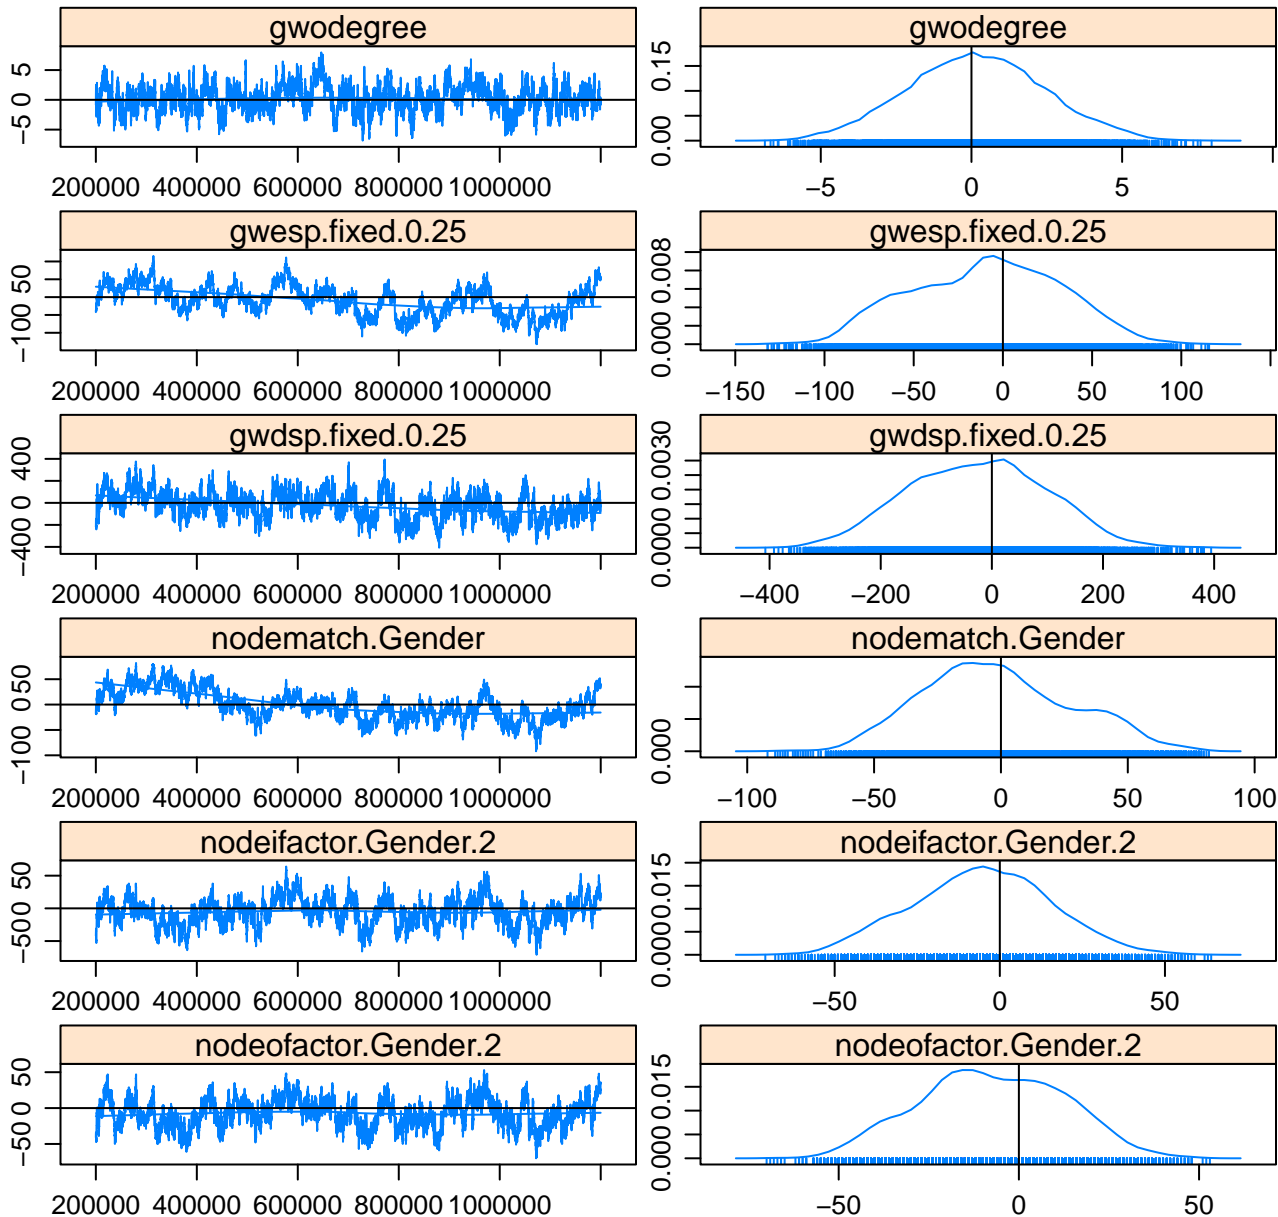 gwodegree gwodegree
−5 0 5 0.00 0.15
200000 400000 600000 800000 1000000 −5 0 5
gwesp.fixed.0.25 gwesp.fixed.0.25
−100 50 0.000 0.008
200000 400000 600000 800000 1000000 −150 −100 −50 0 50 100
gwdsp.fixed.0.25 gwdsp.fixed.0.25
−400 0 400 0.0000 0.0030
200000 400000 600000 800000 1000000 −400 −200 0 200 400
nodematch.Gender nodematch.Gender
−100 0 50 0.000
200000 400000 600000 800000 1000000 −100 −50 0 50 100
nodeifactor.Gender.2 nodeifactor.Gender.2
−50 0 50 0.000 0.015
200000 400000 600000 800000 1000000 −50 0 50
nodeofactor.Gender.2 nodeofactor.Gender.2
−50 0 50 0.000 0.015
200000 400000 600000 800000 1000000 −50 0 50